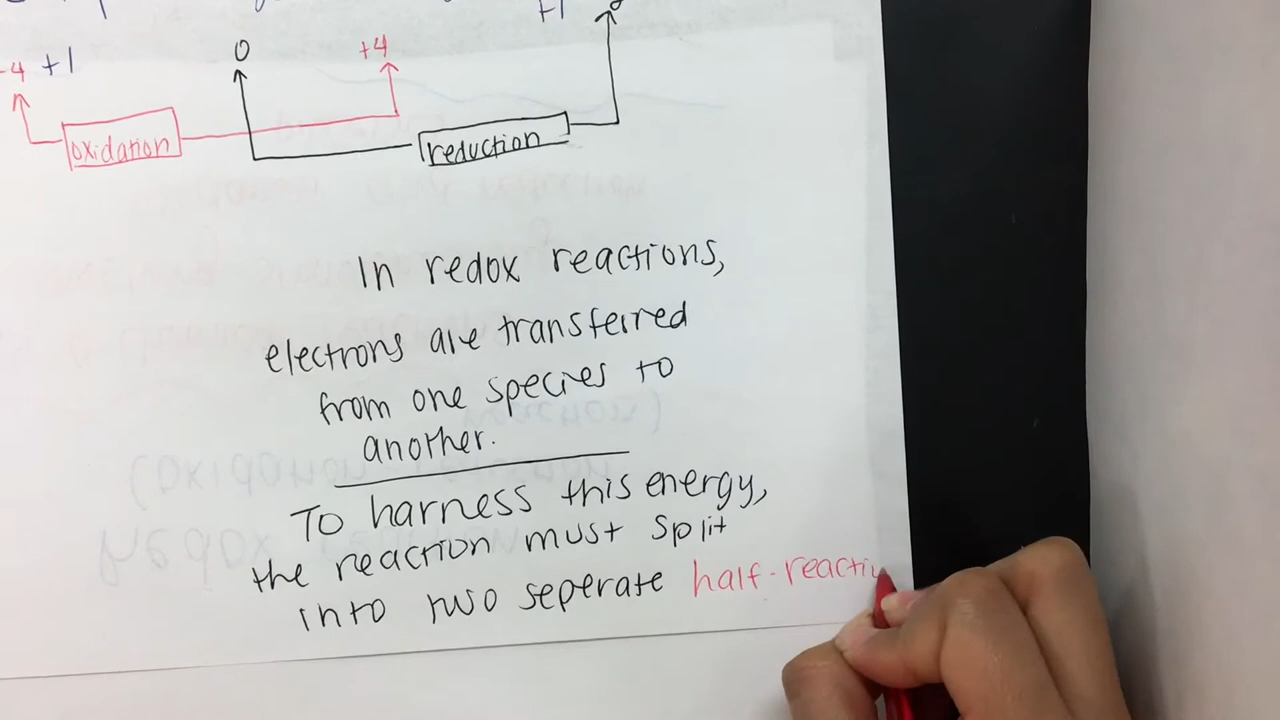 +1
-4 +1 0 +4
oxidation reduction
In redox reactions,
electrons are transferred
from one species to
another.
To harness this energy,
the reaction must split
into two seperate half-reacti